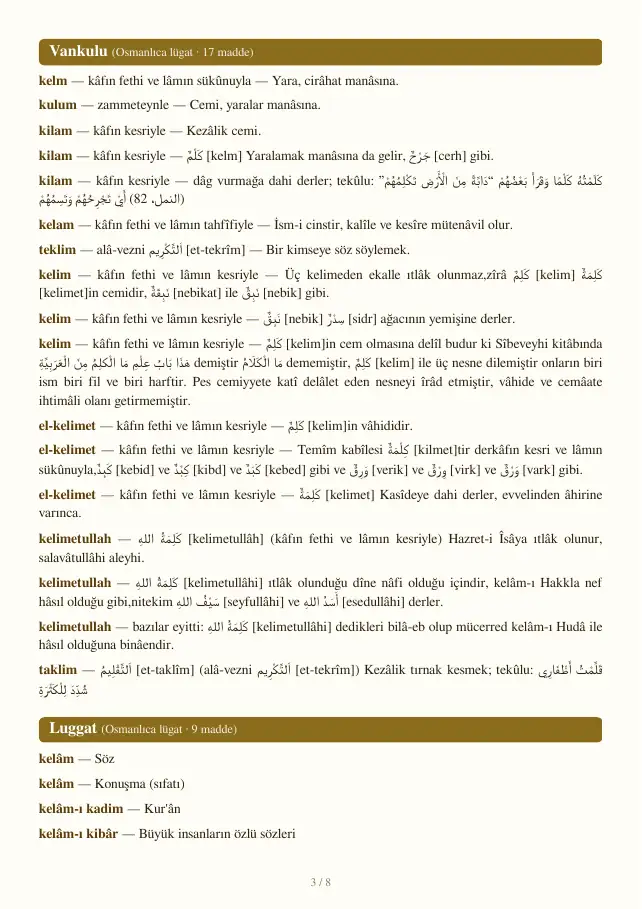 Vankulu (Osmanlıca lügat · 17 madde)
kelm — kâfın fethi ve lâmın sükûnuyla — Yara, cirâhat manâsına.
kulum — zammeteynle — Cemi, yaralar manâsına.
kilam — kâfın kesriyle — Kezâlik cemi.
kilam — kâfın kesriyle — كَلْمٌ [kelm] Yaralamak manâsına da gelir, جَرْحٌ [cerh] gibi.
kilam — kâfın kesriyle — dâg vurmağa dahi derler; tekûlu: كَلَمْتُهُ كَلْمًا وَقَرَأَ بَعْضُهُمْ “دَابَّةً مِنَ الْأَرْضِ تَكْلِمُهُمْ”
(النمل، 82) أَيْ تَجْرِحُهُمْ وَتَسِمُهُمْ
kelam — kâfın fethi ve lâmın tahfîfiyle — İsm-i cinstir, kalîle ve kesîre mütenâvil olur.
teklim — alâ-vezni اَلتَّكْرِيم [et-tekrîm] — Bir kimseye söz söylemek.
kelim — kâfın fethi ve lâmın kesriyle — Üç kelimeden ekalle ıtlâk olunmaz,zîrâ كَلِمٌ [kelim] كَلِمَةٌ
[kelimet]in cemidir, نَبِقَةٌ [nebikat] ile نَبِقٌ [nebik] gibi.
kelim — kâfın fethi ve lâmın kesriyle — نَبِقٌ [nebik] سِدْرٌ [sidr] ağacının yemişine derler.
kelim — kâfın fethi ve lâmın kesriyle — كَلِمٌ [kelim]in cem olmasına delîl budur ki Sîbeveyhi kitâbında
هَذَا بَابُ عِلْمِ مَا الْكَلِمُ مِنَ الْعَرَبِيَّةِ demiştir مَا الْكَلَامُ dememiştir, كَلِمٌ [kelim] ile üç nesne dilemiştir onların biri
ism biri fil ve biri harftir. Pes cemiyyete katî delâlet eden nesneyi îrâd etmiştir, vâhide ve cemâate
ihtimâli olanı getirmemiştir.
el-kelimet — kâfın fethi ve lâmın kesriyle — كَلِمٌ [kelim]in vâhididir.
el-kelimet — kâfın fethi ve lâmın kesriyle — Temîm kabîlesi كِلْمَةٌ [kilmet]tir derkâfın kesri ve lâmın
sükûnuyla,كَبِدٌ [kebid] ve كِبْدٌ [kibd] ve كَبَدٌ [kebed] gibi ve وَرِقٌ [verik] ve وِرْقٌ [virk] ve وَرْقٌ [vark] gibi.
el-kelimet — kâfın fethi ve lâmın kesriyle — كَلِمَةٌ [kelimet] Kasîdeye dahi derler, evvelinden âhirine
varınca.
kelimetullah — كَلِمَةُ اللهِ [kelimetullâh] (kâfın fethi ve lâmın kesriyle) Hazret-i Îsâya ıtlâk olunur,
salavâtullâhi aleyhi.
kelimetullah — كَلِمَةُ اللهِ [kelimetullâhi] ıtlâk olunduğu dîne nâfi olduğu içindir, kelâm-ı Hakkla nef
hâsıl olduğu gibi,nitekim سَيْفُ اللهِ [seyfullâhi] ve أَسَدُ اللهِ [esedullâhi] derler.
kelimetullah — bazılar eyitti: كَلِمَةُ اللهِ [kelimetullâhi] dedikleri bilâ-eb olup mücerred kelâm-ı Hudâ ile
hâsıl olduğuna binâendir.
taklim — اَلتَّقْلِيمُ [et-taklîm] (alâ-vezni اَلتَّكْرِيم [et-tekrîm]) Kezâlik tırnak kesmek; tekûlu: قَلَّمْتُ أَظْفَارِي
شُدِّدَ لِلْكَثْرَةِ
Luggat (Osmanlıca lügat · 9 madde)
kelâm — Söz
kelâm — Konuşma (sıfatı)
kelâm-ı kadim — Kur'ân
kelâm-ı kibâr — Büyük insanların özlü sözleri
3 / 8